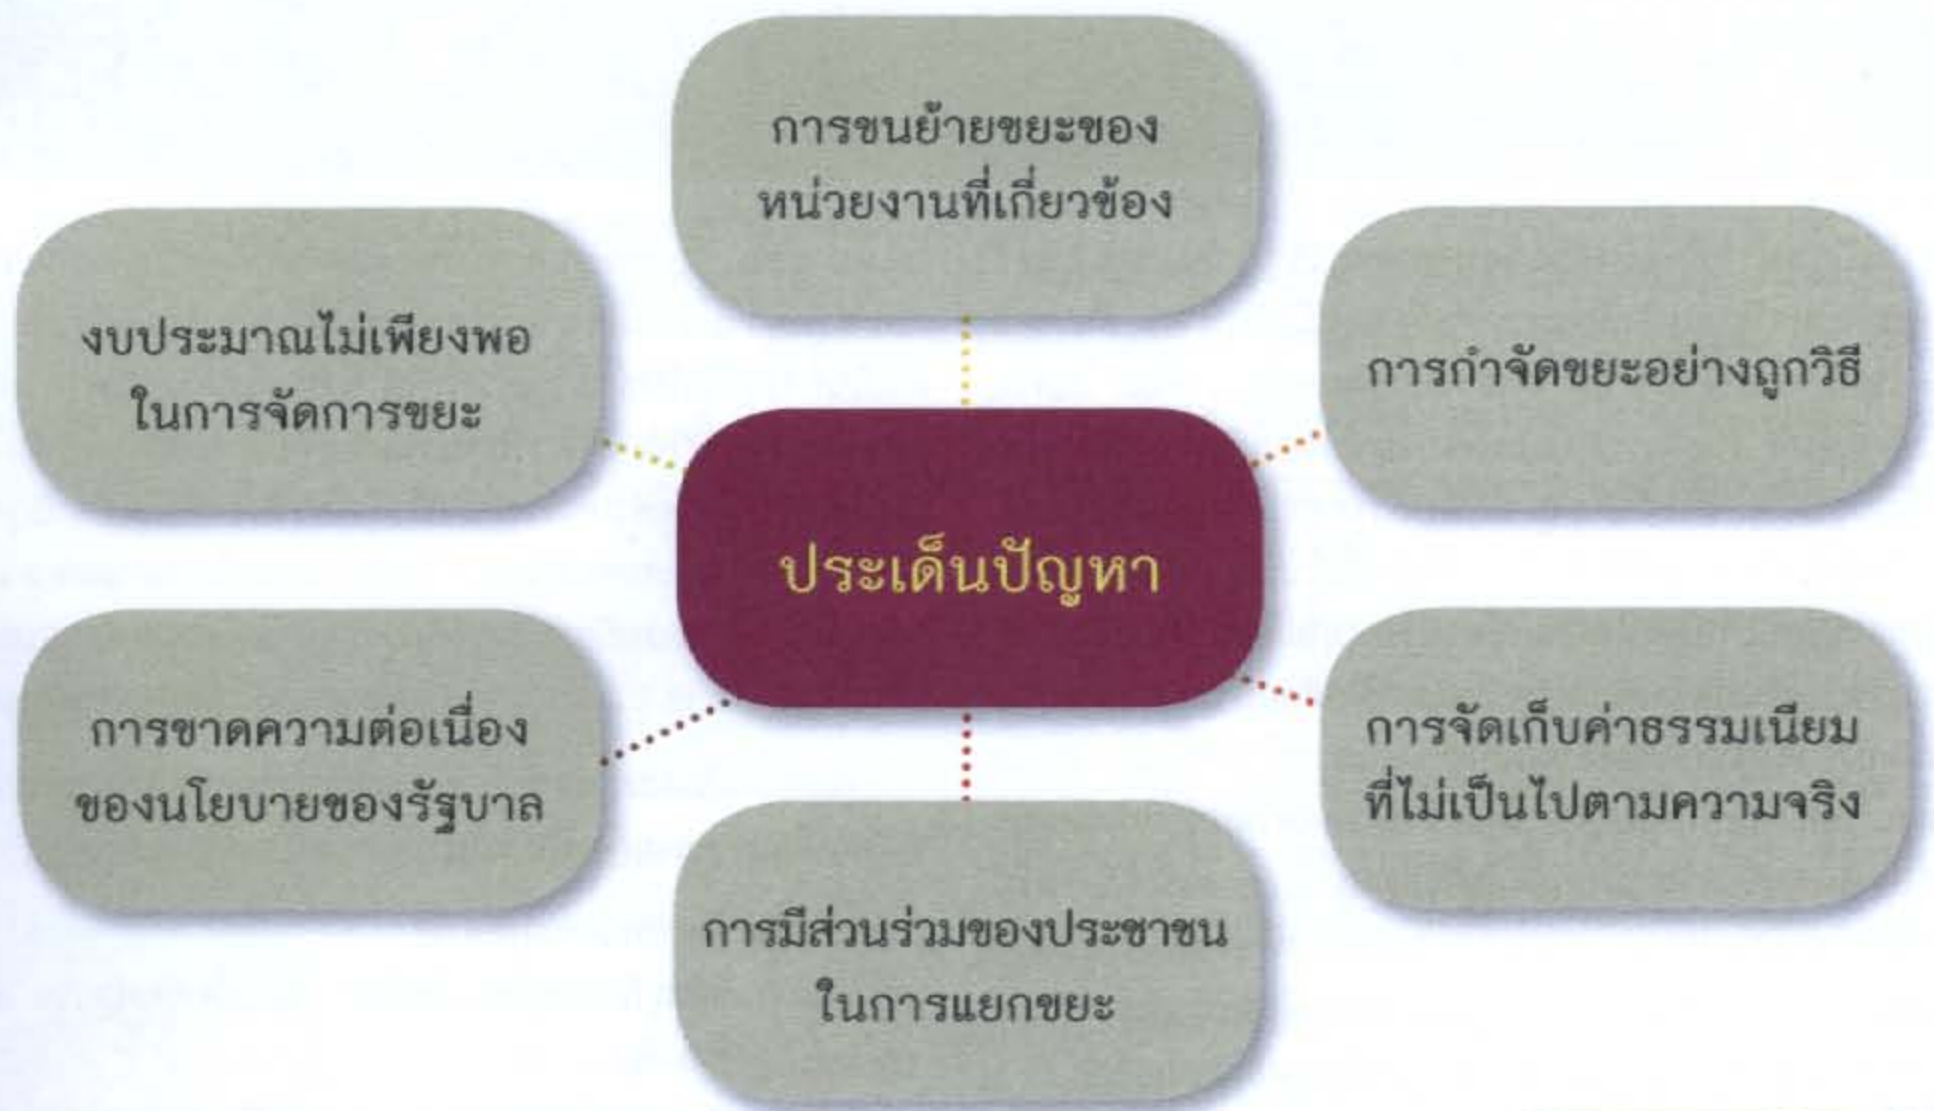 การขนย้ายขยะของ
หน่วยงานที่เกี่ยวข้อง
งบประมาณไม่เพียงพอ
ในการจัดการขยะ
การกำจัดขยะอย่างถูกวิธี
ประเด็นปัญหา
การขาดความต่อเนื่อง
ของนโยบายของรัฐบาล
การจัดเก็บค่าธรรมเนียม
ที่ไม่เป็นไปตามความจริง
การมีส่วนร่วมของประชาชน
ในการแยกขยะ